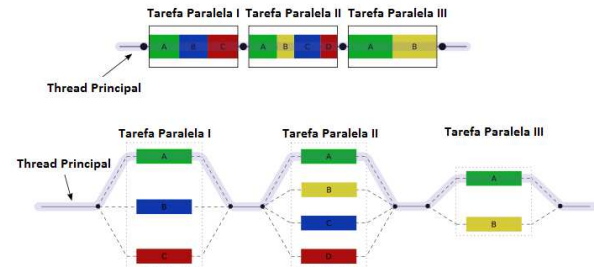 Tarefa Paralela I Tarefa Paralela II Tarefa Paralela III
A B C A B C D A B
Thread Principal
Tarefa Paralela I Tarefa Paralela II Tarefa Paralela III
A A
Thread Principal
A
B
B
C
B
C D